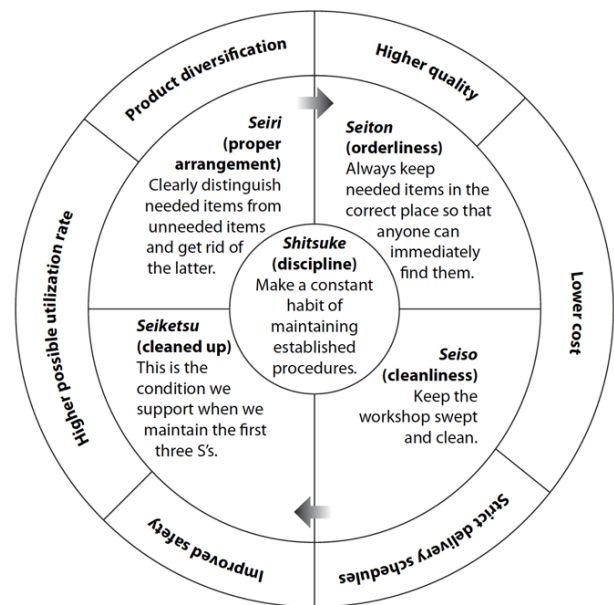 Product diversification
Higher quality
Lower cost
Strict delivery schedules
Improved safety
Higher possible utilization rate
Seiri
(proper
arrangement)
Clearly distinguish
needed items from
unneeded items
and get rid of
the latter.
Seiton
(orderliness)
Always keep
needed items in the
correct place so that
anyone can
immediately
find them.
Shitsuke
(discipline)
Make a constant
habit of
maintaining
established
procedures.
Seiketsu
(cleaned up)
This is the
condition we
support when we
maintain the first
three S's.
Seiso
(cleanliness)
Keep the
workshop swept
and clean.